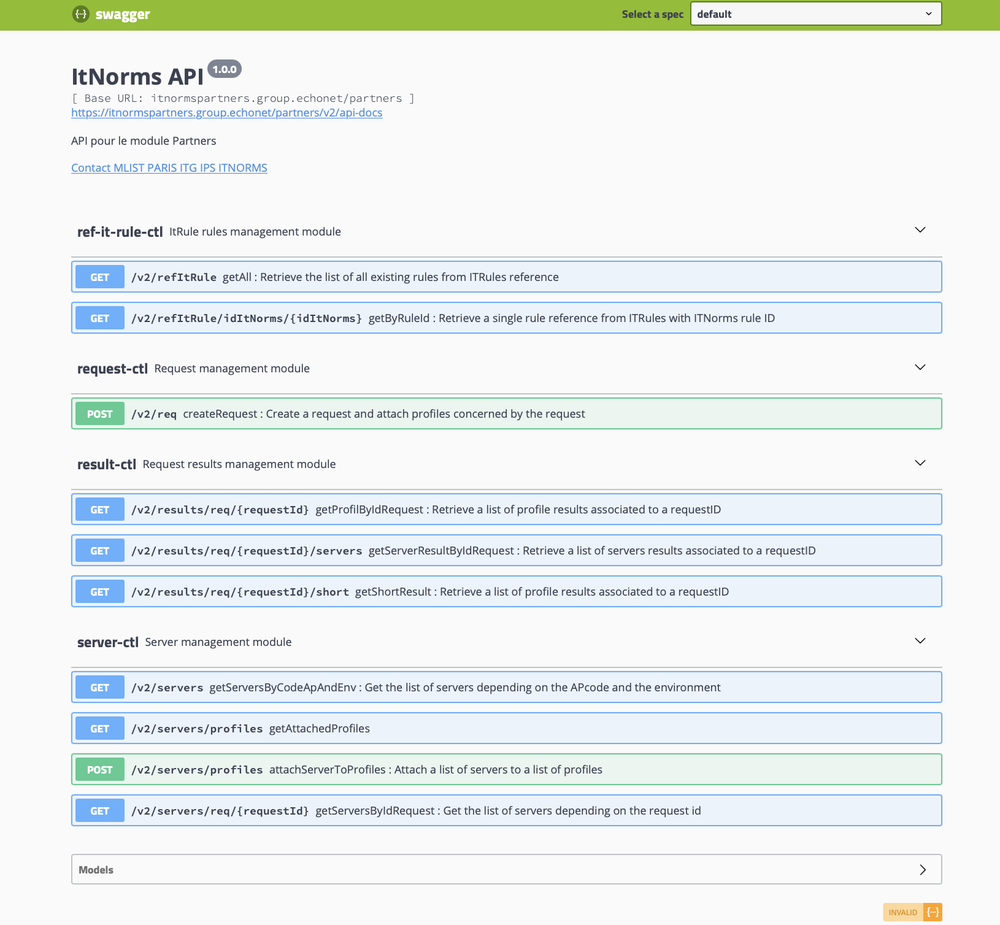 swagger
Select a spec default
ItNorms API 1.0.0
[ Base URL: itnormspartners.group.echonet/partners ]
https://itnormspartners.group.echonet/partners/v2/api-docs
API pour le module Partners
Contact MLIST PARIS ITG IPS ITNORMS
ref-it-rule-ctl ItRule rules management module
GET /v2/refItRule getAll : Retrieve the list of all existing rules from ITRules reference
GET /v2/refItRule/idItNorms/{idItNorms} getByRuleId : Retrieve a single rule reference from ITRules with ITNorms rule ID
request-ctl Request management module
POST /v2/req createRequest : Create a request and attach profiles concerned by the request
result-ctl Request results management module
GET /v2/results/req/{requestId} getProfilByIdRequest : Retrieve a list of profile results associated to a requestID
GET /v2/results/req/{requestId}/servers getServerResultByIdRequest : Retrieve a list of servers results associated to a requestID
GET /v2/results/req/{requestId}/short getShortResult : Retrieve a list of profile results associated to a requestID
server-ctl Server management module
GET /v2/servers getServersByCodeApAndEnv : Get the list of servers depending on the APcode and the environment
GET /v2/servers/profiles getAttachedProfiles
POST /v2/servers/profiles attachServerToProfiles : Attach a list of servers to a list of profiles
GET /v2/servers/req/{requestId} getServersByIdRequest : Get the list of servers depending on the request id
Models
INVALID {···}